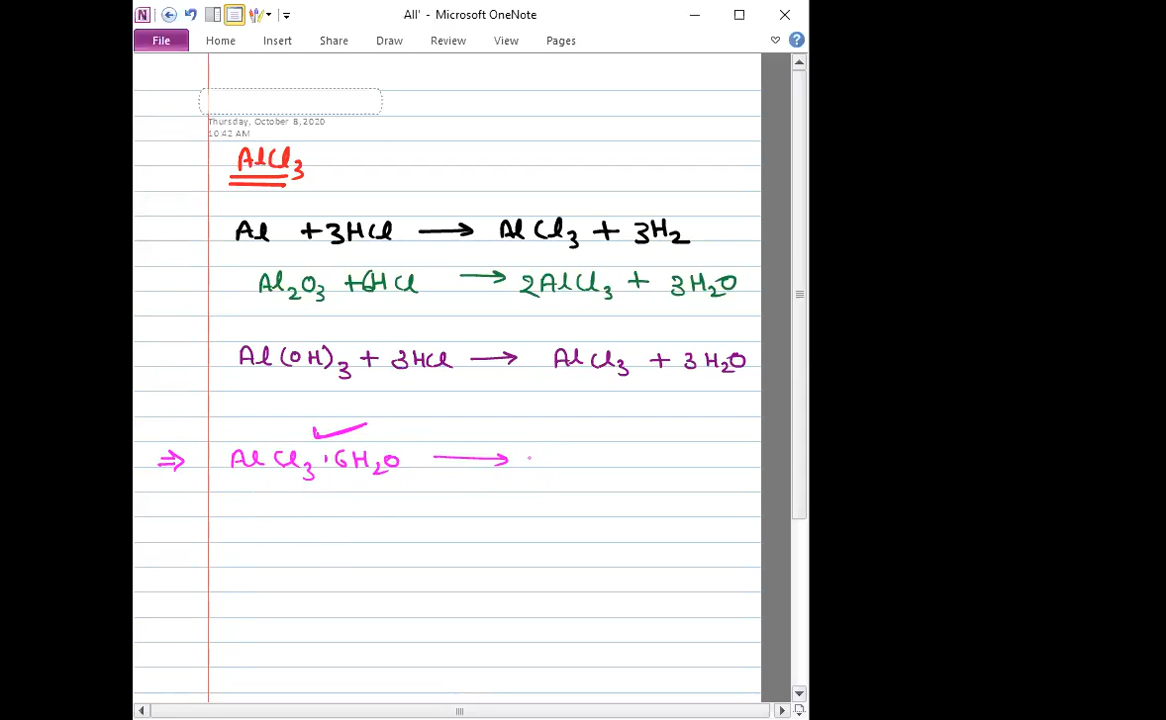 All' - Microsoft OneNote
File Home Insert Share Draw Review View Pages
Thursday, October 8, 2020
10:42 AM
AlCl₃
Al + 3HCl ⟶ AlCl₃ + 3H₂
Al₂O₃ + 6HCl ⟶ 2AlCl₃ + 3H₂O
Al(OH)₃ + 3HCl ⟶ AlCl₃ + 3H₂O
⇒ AlCl₃·6H₂O ⟶